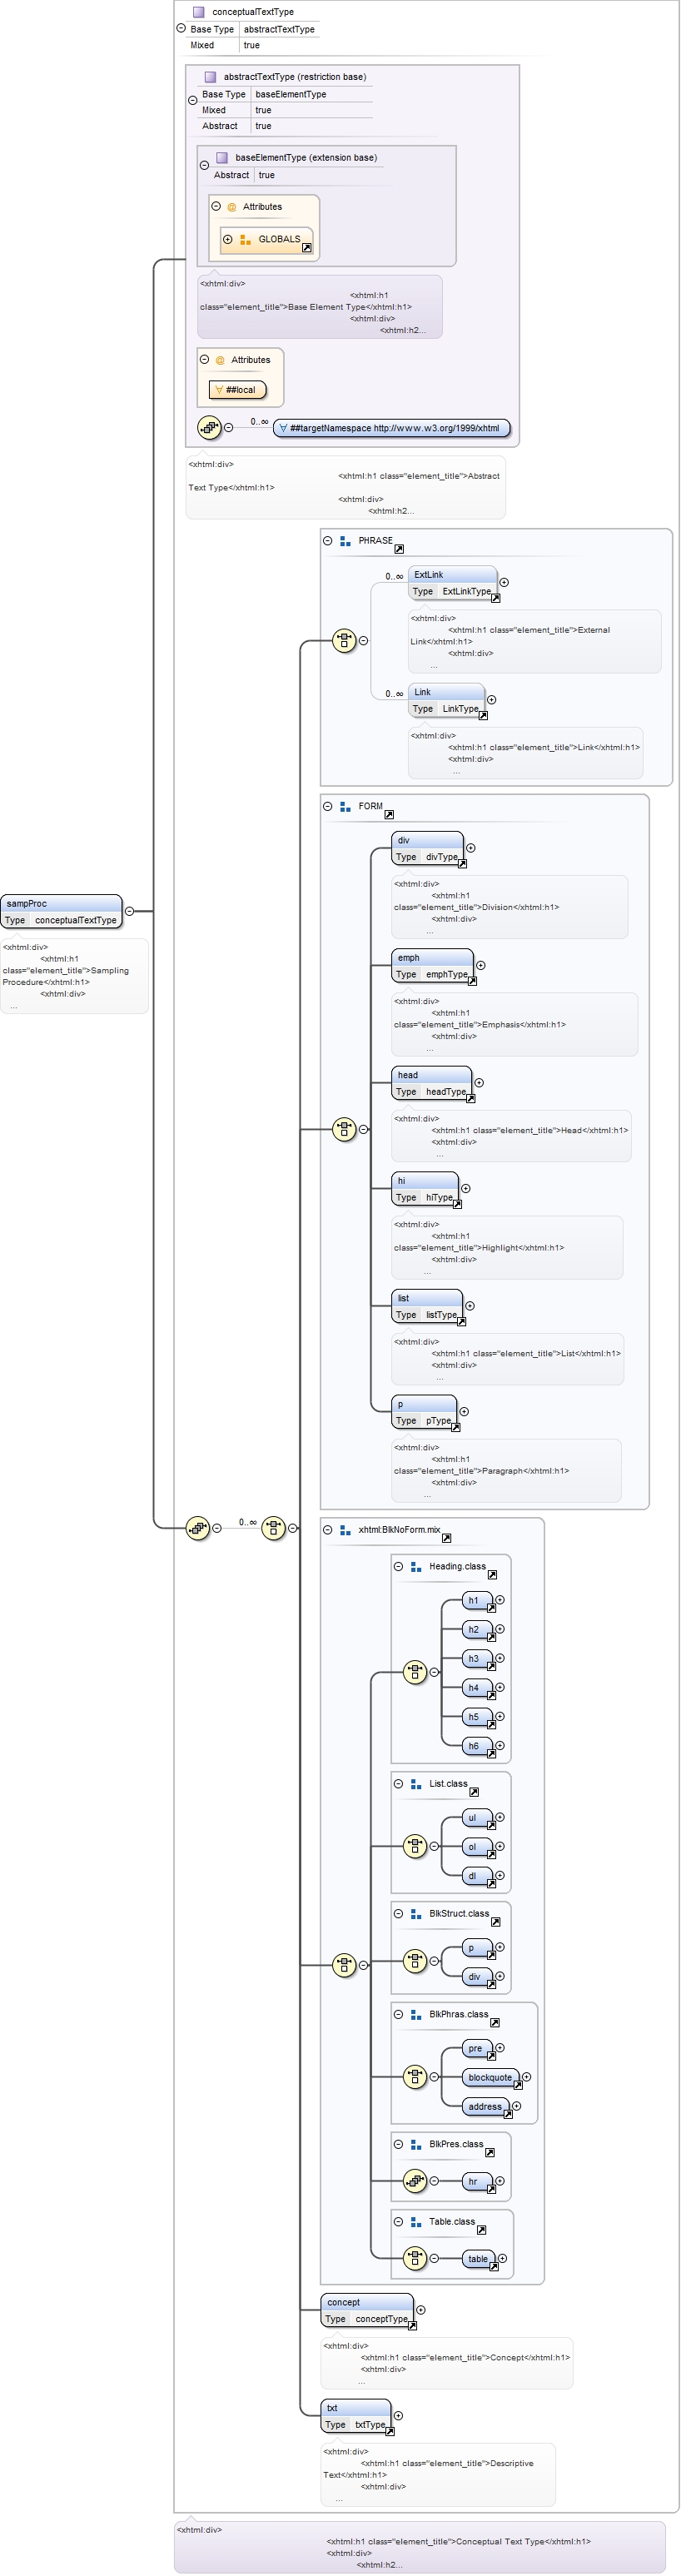 conceptualTextType
Base Type abstractTextType
Mixed true
abstractTextType (restriction base)
Base Type baseElementType
Mixed true
Abstract true
baseElementType (extension base)
Abstract true
@ Attributes
GLOBALS
<xhtml:div>
<xhtml:h1
class="element_title">Base Element Type</xhtml:h1>
<xhtml:div>
<xhtml:h2...
@ Attributes
∀ ##local
0..∞ ∀ ##targetNamespace http://www.w3.org/1999/xhtml
<xhtml:div>
<xhtml:h1 class="element_title">Abstract
Text Type</xhtml:h1>
<xhtml:div>
<xhtml:h2...
PHRASE
0..∞ ExtLink
Type ExtLinkType
<xhtml:div>
<xhtml:h1 class="element_title">External
Link</xhtml:h1>
<xhtml:div>
...
0..∞ Link
Type LinkType
<xhtml:div>
<xhtml:h1 class="element_title">Link</xhtml:h1>
<xhtml:div>
...
FORM
div
Type divType
<xhtml:div>
<xhtml:h1
class="element_title">Division</xhtml:h1>
<xhtml:div>
...
sampProc
Type conceptualTextType
<xhtml:div>
<xhtml:h1
class="element_title">Sampling
Procedure</xhtml:h1>
<xhtml:div>
...
emph
Type emphType
<xhtml:div>
<xhtml:h1
class="element_title">Emphasis</xhtml:h1>
<xhtml:div>
...
head
Type headType
<xhtml:div>
<xhtml:h1 class="element_title">Head</xhtml:h1>
<xhtml:div>
...
hi
Type hiType
<xhtml:div>
<xhtml:h1
class="element_title">Highlight</xhtml:h1>
<xhtml:div>
...
list
Type listType
<xhtml:div>
<xhtml:h1 class="element_title">List</xhtml:h1>
<xhtml:div>
...
p
Type pType
<xhtml:div>
<xhtml:h1
class="element_title">Paragraph</xhtml:h1>
<xhtml:div>
...
0..∞
xhtml:BlkNoForm.mix
Heading.class
h1
h2
h3
h4
h5
h6
List.class
ul
ol
dl
BlkStruct.class
p
div
BlkPhras.class
pre
blockquote
address
BlkPres.class
hr
Table.class
table
concept
Type conceptType
<xhtml:div>
<xhtml:h1 class="element_title">Concept</xhtml:h1>
<xhtml:div>
...
txt
Type txtType
<xhtml:div>
<xhtml:h1 class="element_title">Descriptive
Text</xhtml:h1>
<xhtml:div>
...
<xhtml:div>
<xhtml:h1 class="element_title">Conceptual Text Type</xhtml:h1>
<xhtml:div>
<xhtml:h2...